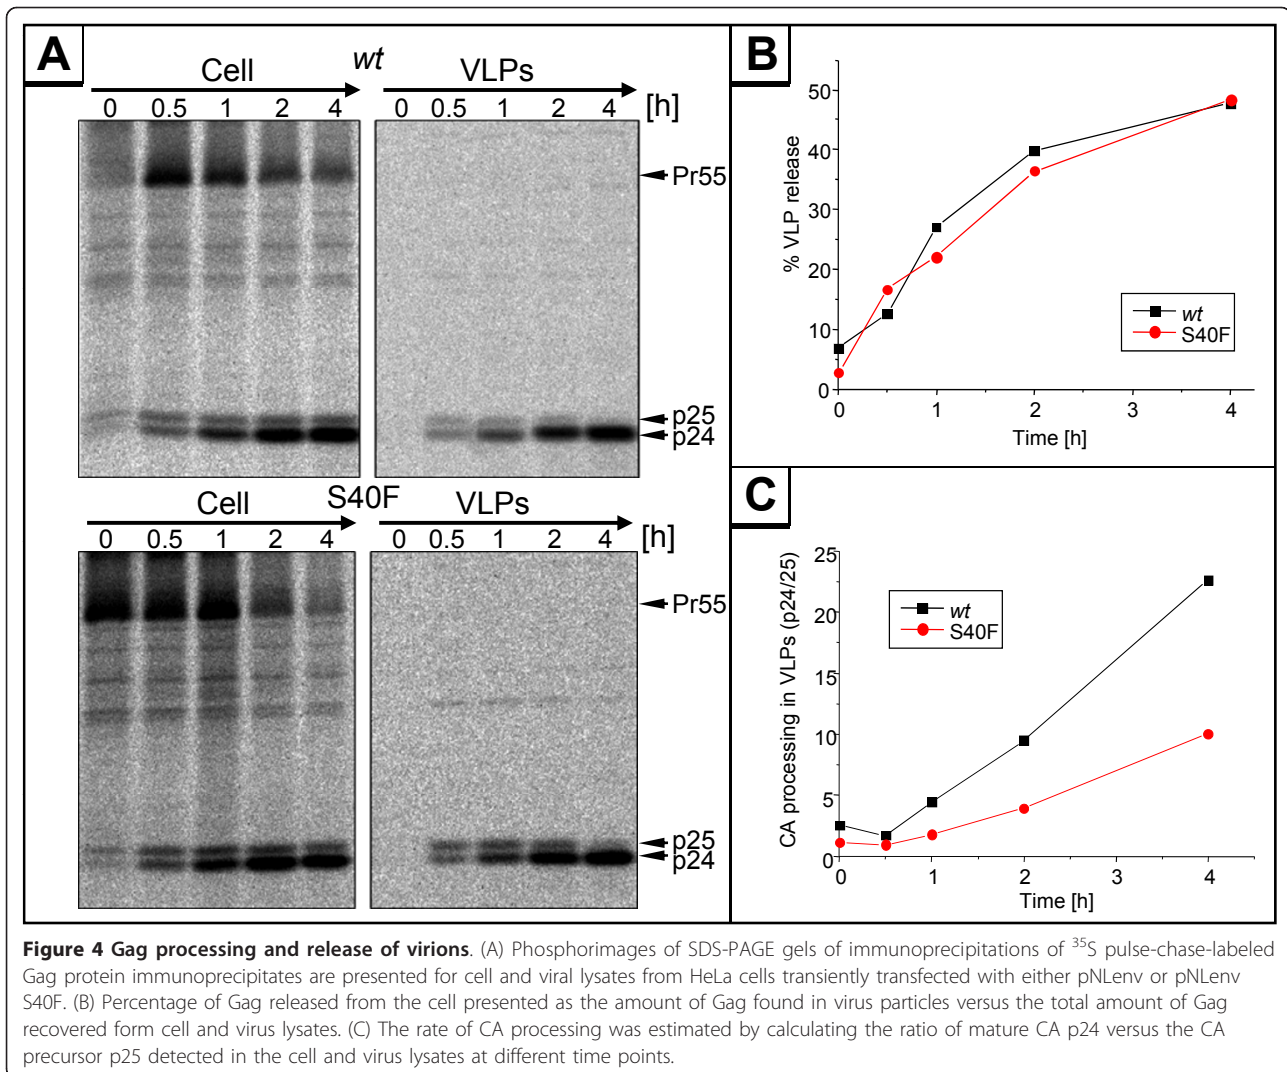 A
Cell wt VLPs
0 0.5 1 2 4 0 0.5 1 2 4 [h]
Pr55
p25
p24
Cell S40F VLPs
0 0.5 1 2 4 0 0.5 1 2 4 [h]
Pr55
p25
p24
B
50
40
30
20
10
0
% VLP release
wt
S40F
0 1 2 3 4
Time [h]
C
25
20
15
10
5
0
CA processing in VLPs (p24/25)
wt
S40F
0 1 2 3 4
Time [h]
Figure 4 Gag processing and release of virions. (A) Phosphorimages of SDS-PAGE gels of immunoprecipitations of ³⁵S pulse-chase-labeled
Gag protein immunoprecipitates are presented for cell and viral lysates from HeLa cells transiently transfected with either pNLenv or pNLenv
S40F. (B) Percentage of Gag released from the cell presented as the amount of Gag found in virus particles versus the total amount of Gag
recovered form cell and virus lysates. (C) The rate of CA processing was estimated by calculating the ratio of mature CA p24 versus the CA
precursor p25 detected in the cell and virus lysates at different time points.